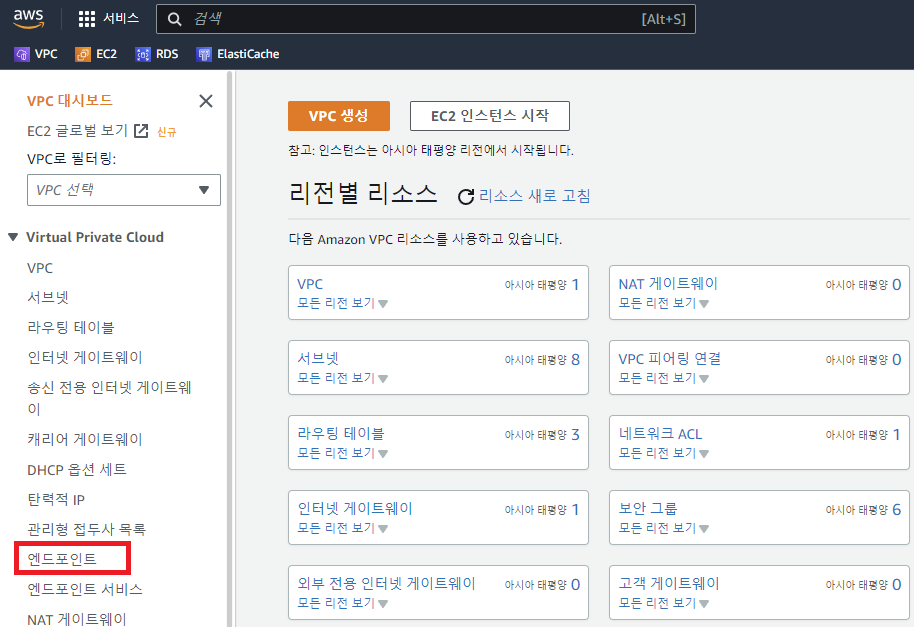 aws
서비스
검색
[Alt+S]
VPC
EC2
RDS
ElastiCache
VPC 대시보드
EC2 글로벌 보기 신규
VPC로 필터링:
VPC 선택
Virtual Private Cloud
VPC
서브넷
라우팅 테이블
인터넷 게이트웨이
송신 전용 인터넷 게이트웨
이
캐리어 게이트웨이
DHCP 옵션 세트
탄력적 IP
관리형 접두사 목록
엔드포인트
엔드포인트 서비스
NAT 게이트웨이
VPC 생성
EC2 인스턴스 시작
참고: 인스턴스는 아시아 태평양 리전에서 시작됩니다.
리전별 리소스
리소스 새로 고침
다음 Amazon VPC 리소스를 사용하고 있습니다.
VPC 아시아 태평양 1
모든 리전 보기
NAT 게이트웨이 아시아 태평양 0
모든 리전 보기
서브넷 아시아 태평양 8
모든 리전 보기
VPC 피어링 연결 아시아 태평양 0
모든 리전 보기
라우팅 테이블 아시아 태평양 3
모든 리전 보기
네트워크 ACL 아시아 태평양 1
모든 리전 보기
인터넷 게이트웨이 아시아 태평양 1
모든 리전 보기
보안 그룹 아시아 태평양 6
모든 리전 보기
외부 전용 인터넷 게이트웨이 아시아 태평양 0
모든 리전 보기
고객 게이트웨이 아시아 태평양 0
모든 리전 보기